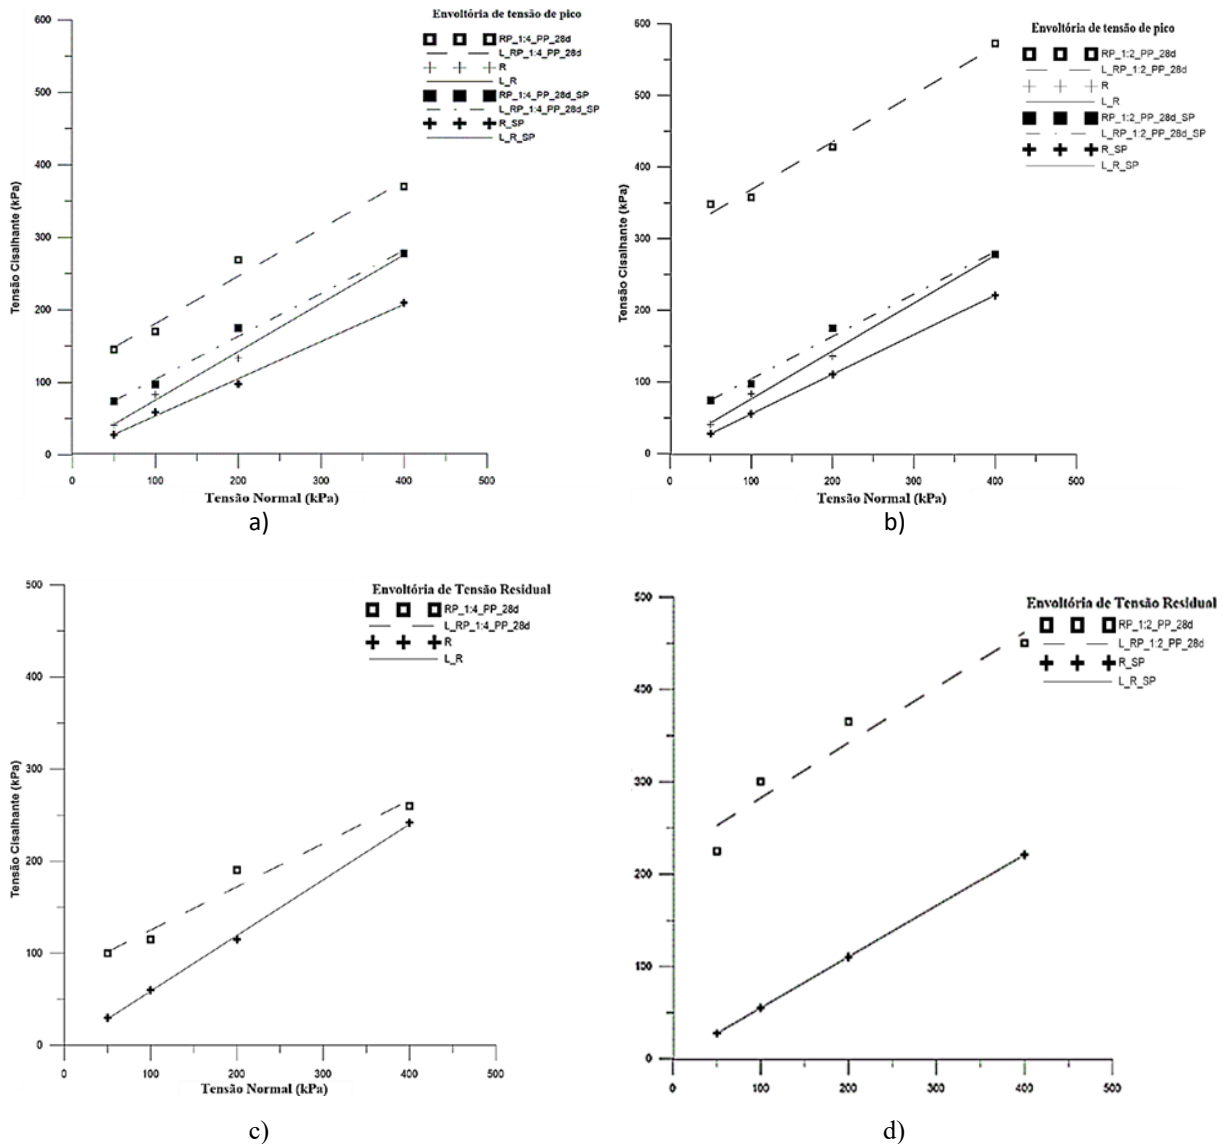 Envoltória de tensão de pico
RP_1:4_PP_28d
L_RP_1:4_PP_28d
R
L_R
RP_1:4_PP_28d_SP
L_RP_1:4_PP_28d_SP
R_SP
L_R_SP
600
500
400
300
200
100
0
Tensão Cisalhante (kPa)
0 100 200 300 400 500
Tensão Normal (kPa)
a)
Envoltória de tensão de pico
RP_1:2_PP_28d
L_RP_1:2_PP_28d
R
L_R
RP_1:2_PP_28d_SP
L_RP_1:2_PP_28d_SP
R_SP
L_R_SP
600
500
400
300
200
100
0
Tensão Cisalhante (kPa)
0 100 200 300 400 500
Tensão Normal (kPa)
b)
Envoltória de Tensão Residual
RP_1:4_PP_28d
L_RP_1:4_PP_28d
R
L_R
500
400
300
200
100
0
Tensão Cisalhante (kPa)
0 100 200 300 400 500
Tensão Normal (kPa)
c)
Envoltória de Tensão Residual
RP_1:2_PP_28d
L_RP_1:2_PP_28d
R_SP
L_R_SP
500
400
300
200
100
0
0 100 200 300 400 500
d)